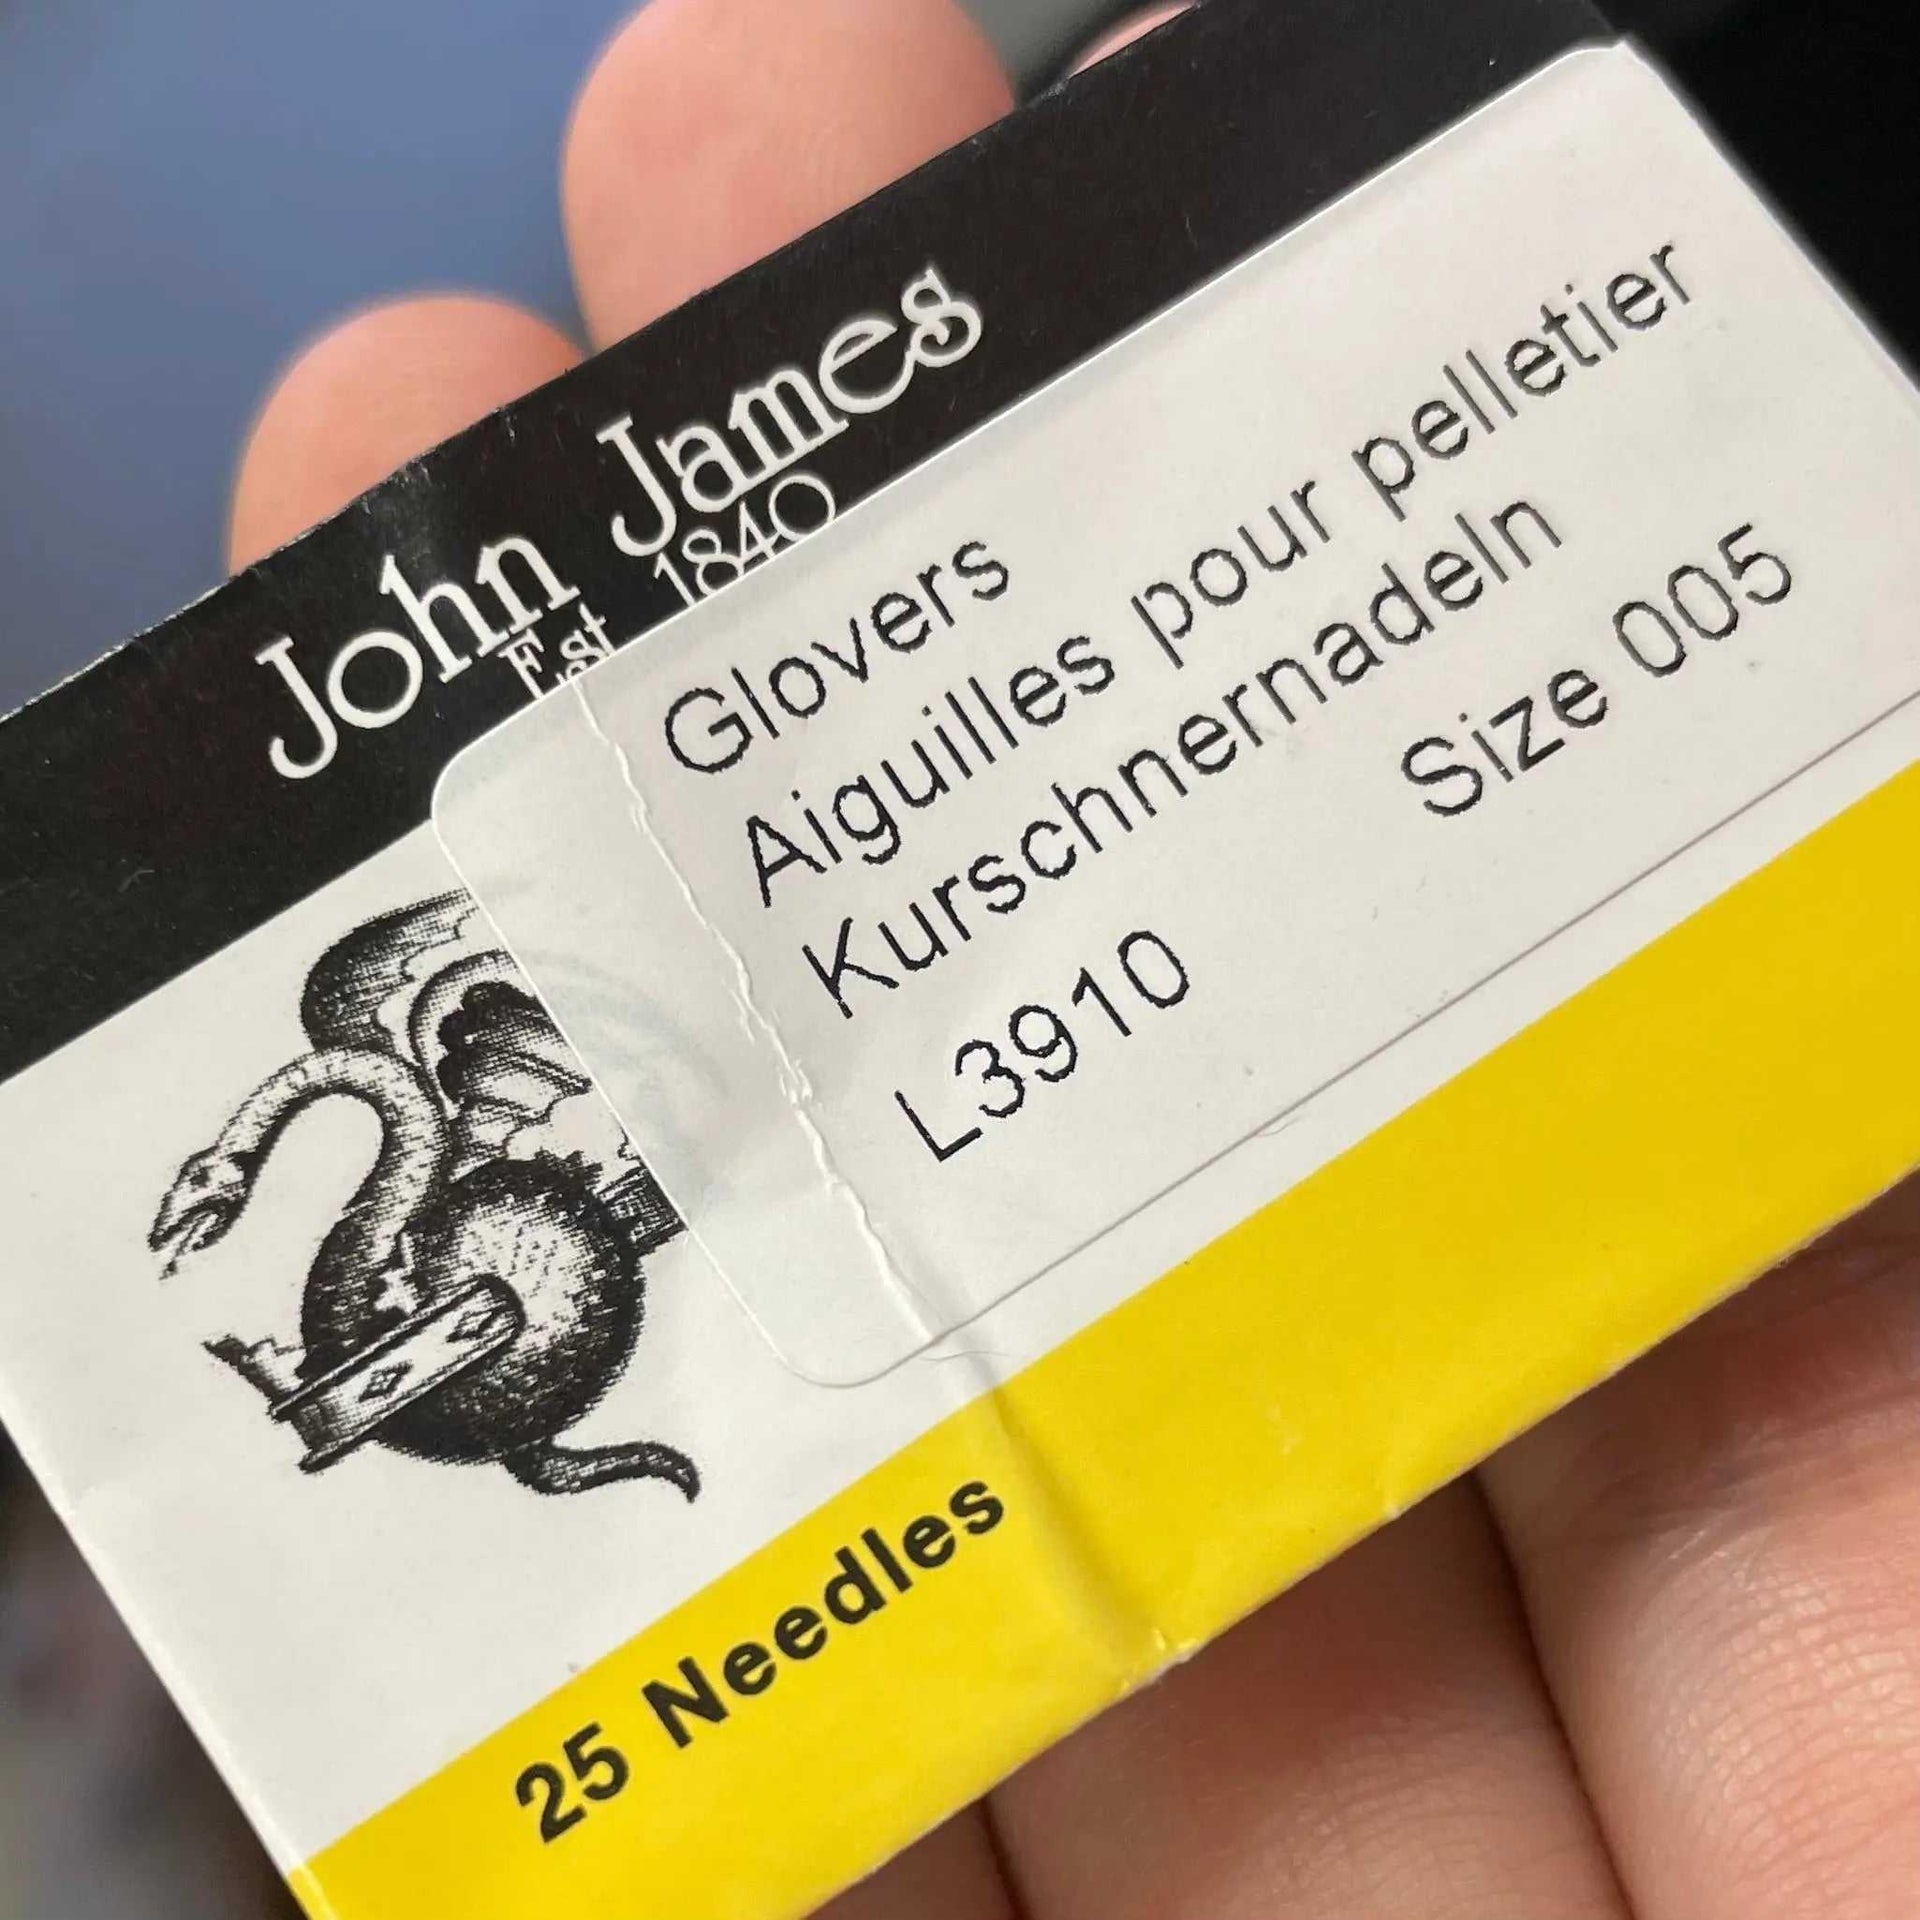 John James
Est 1840
Glovers
Aiguilles pour pelletier
Kurschnernadeln
Size 005
L3910
25 Needles